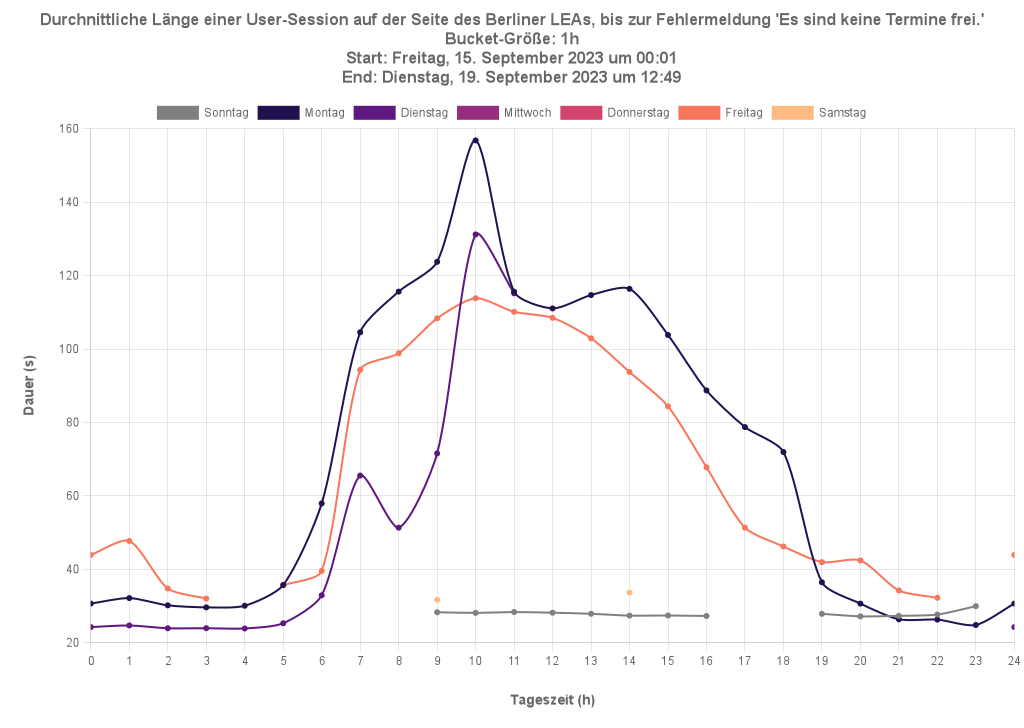 Durchnittliche Länge einer User-Session auf der Seite des Berliner LEAs, bis zur Fehlermeldung 'Es sind keine Termine frei.'
Bucket-Größe: 1h
Start: Freitag, 15. September 2023 um 00:01
End: Dienstag, 19. September 2023 um 12:49
Sonntag Montag Dienstag Mittwoch Donnerstag Freitag Samstag
160
140
120
100
80
60
40
20
Dauer (s)
0 1 2 3 4 5 6 7 8 9 10 11 12 13 14 15 16 17 18 19 20 21 22 23 24
Tageszeit (h)